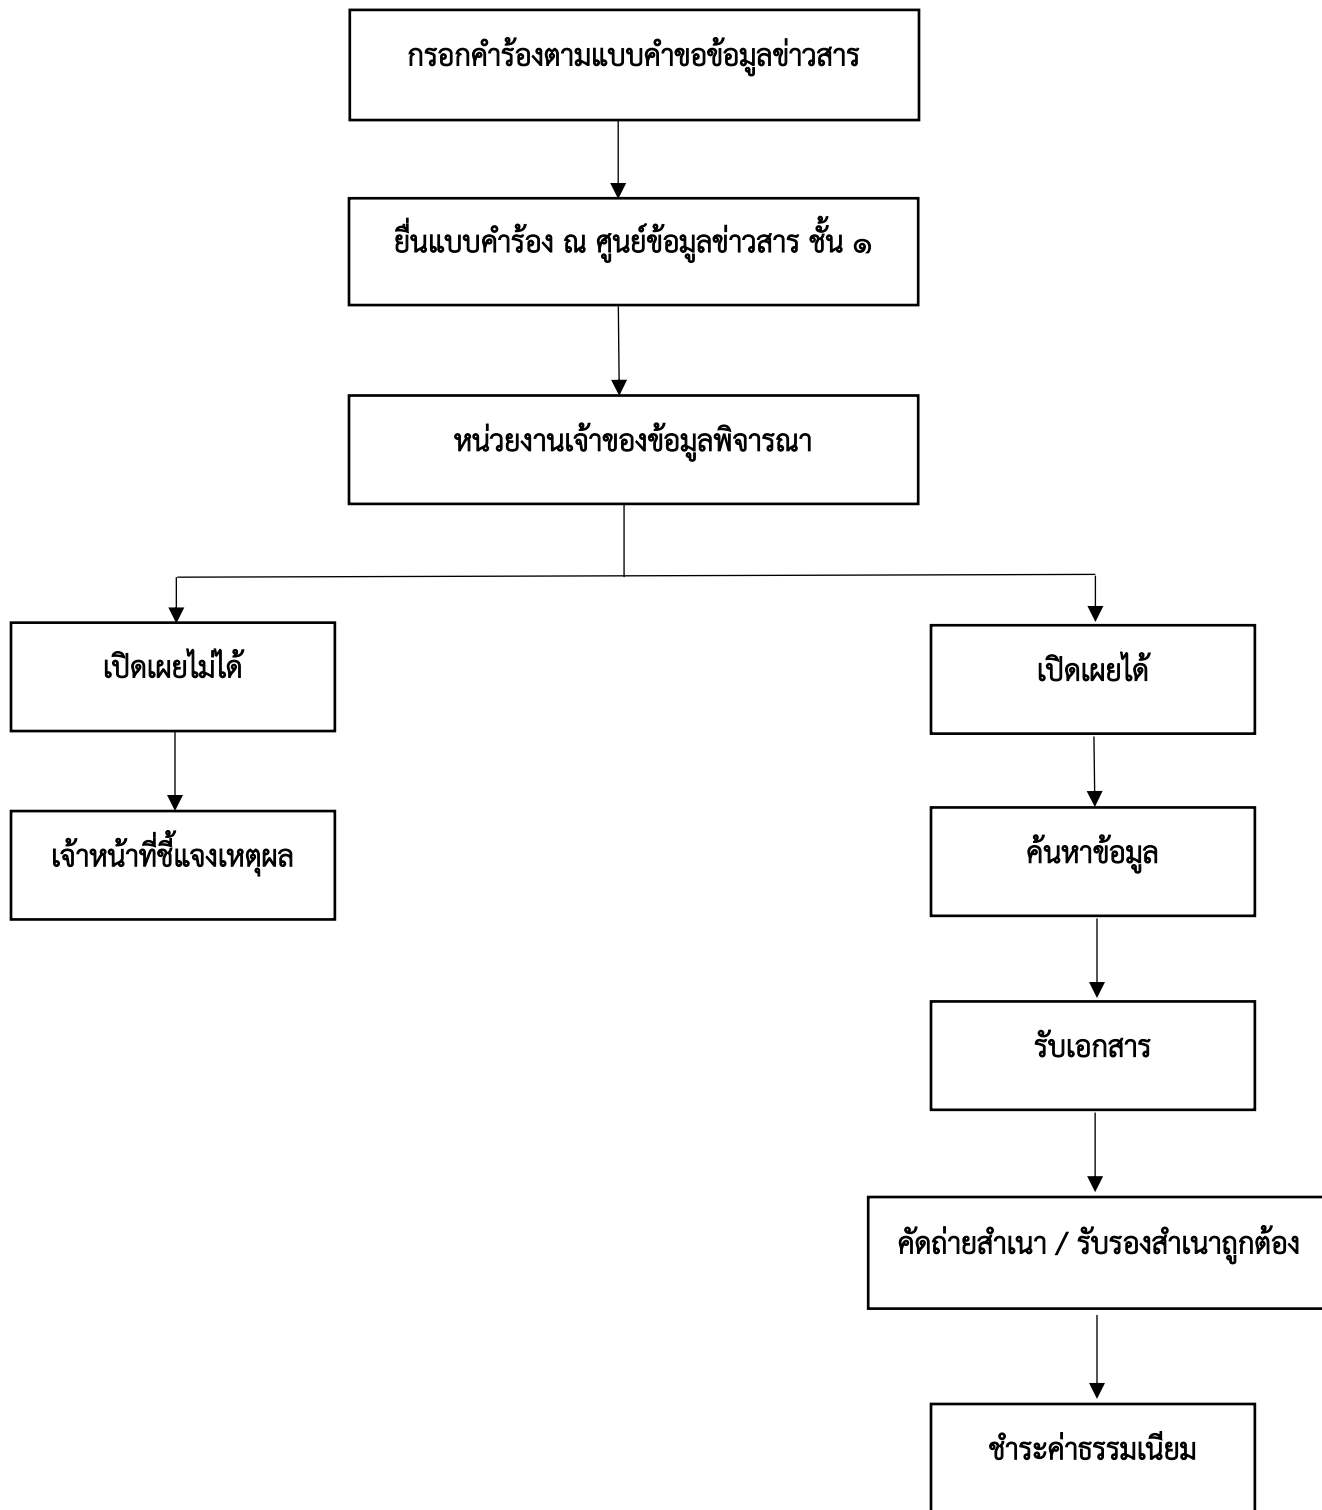 กรอกคำร้องตามแบบคำขอข้อมูลข่าวสาร
ยื่นแบบคำร้อง ณ ศูนย์ข้อมูลข่าวสาร ชั้น ๑
หน่วยงานเจ้าของข้อมูลพิจารณา
เปิดเผยไม่ได้
เปิดเผยได้
เจ้าหน้าที่ชี้แจงเหตุผล
ค้นหาข้อมูล
รับเอกสาร
คัดถ่ายสำเนา / รับรองสำเนาถูกต้อง
ชำระค่าธรรมเนียม